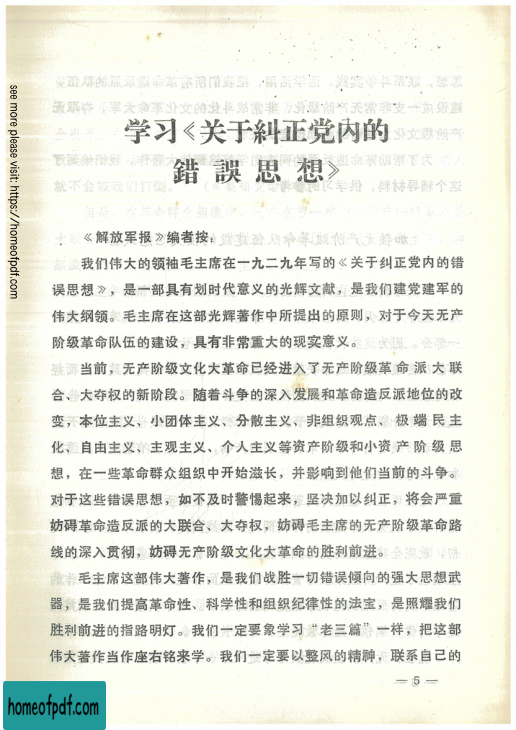 学习《关于糾正党内的
錯誤思想》
《解放军报》编者按：
我们伟大的领袖毛主席在一九二九年写的《关于纠正党内的错
误思想》，是一部具有划时代意义的光辉文献，是我们建党建军的
伟大纲领。毛主席在这部光辉著作中所提出的原则，对于今天无产
阶级革命队伍的建设，具有非常重大的现实意义。
当前，无产阶级文化大革命已经进入了无产阶级革命派大联
合、大夺权的新阶段。随着斗争的深入发展和革命造反派地位的改
变，本位主义、小团体主义、分散主义、非组织观点、极端民主
化、自由主义、主观主义、个人主义等资产阶级和小资产阶级思
想，在一些革命群众组织中开始滋长，并影响到他们当前的斗争。
对于这些错误思想，如不及时警惕起来，坚决加以纠正，将会严重
妨碍革命造反派的大联合、大夺权，妨碍毛主席的无产阶级革命路
线的深入贯彻，妨碍无产阶级文化大革命的胜利前进。
毛主席这部伟大著作，是我们战胜一切错误倾向的强大思想武
器，是我们提高革命性、科学性和组织纪律性的法宝，是照耀我们
胜利前进的指路明灯。我们一定要象学习“老三篇”一样，把这部
伟大著作当作座右铭来学。我们一定要以整风的精神，联系自己的
— 5 —
see more please visit: https://homeofpdf.com
homeofpdf.com